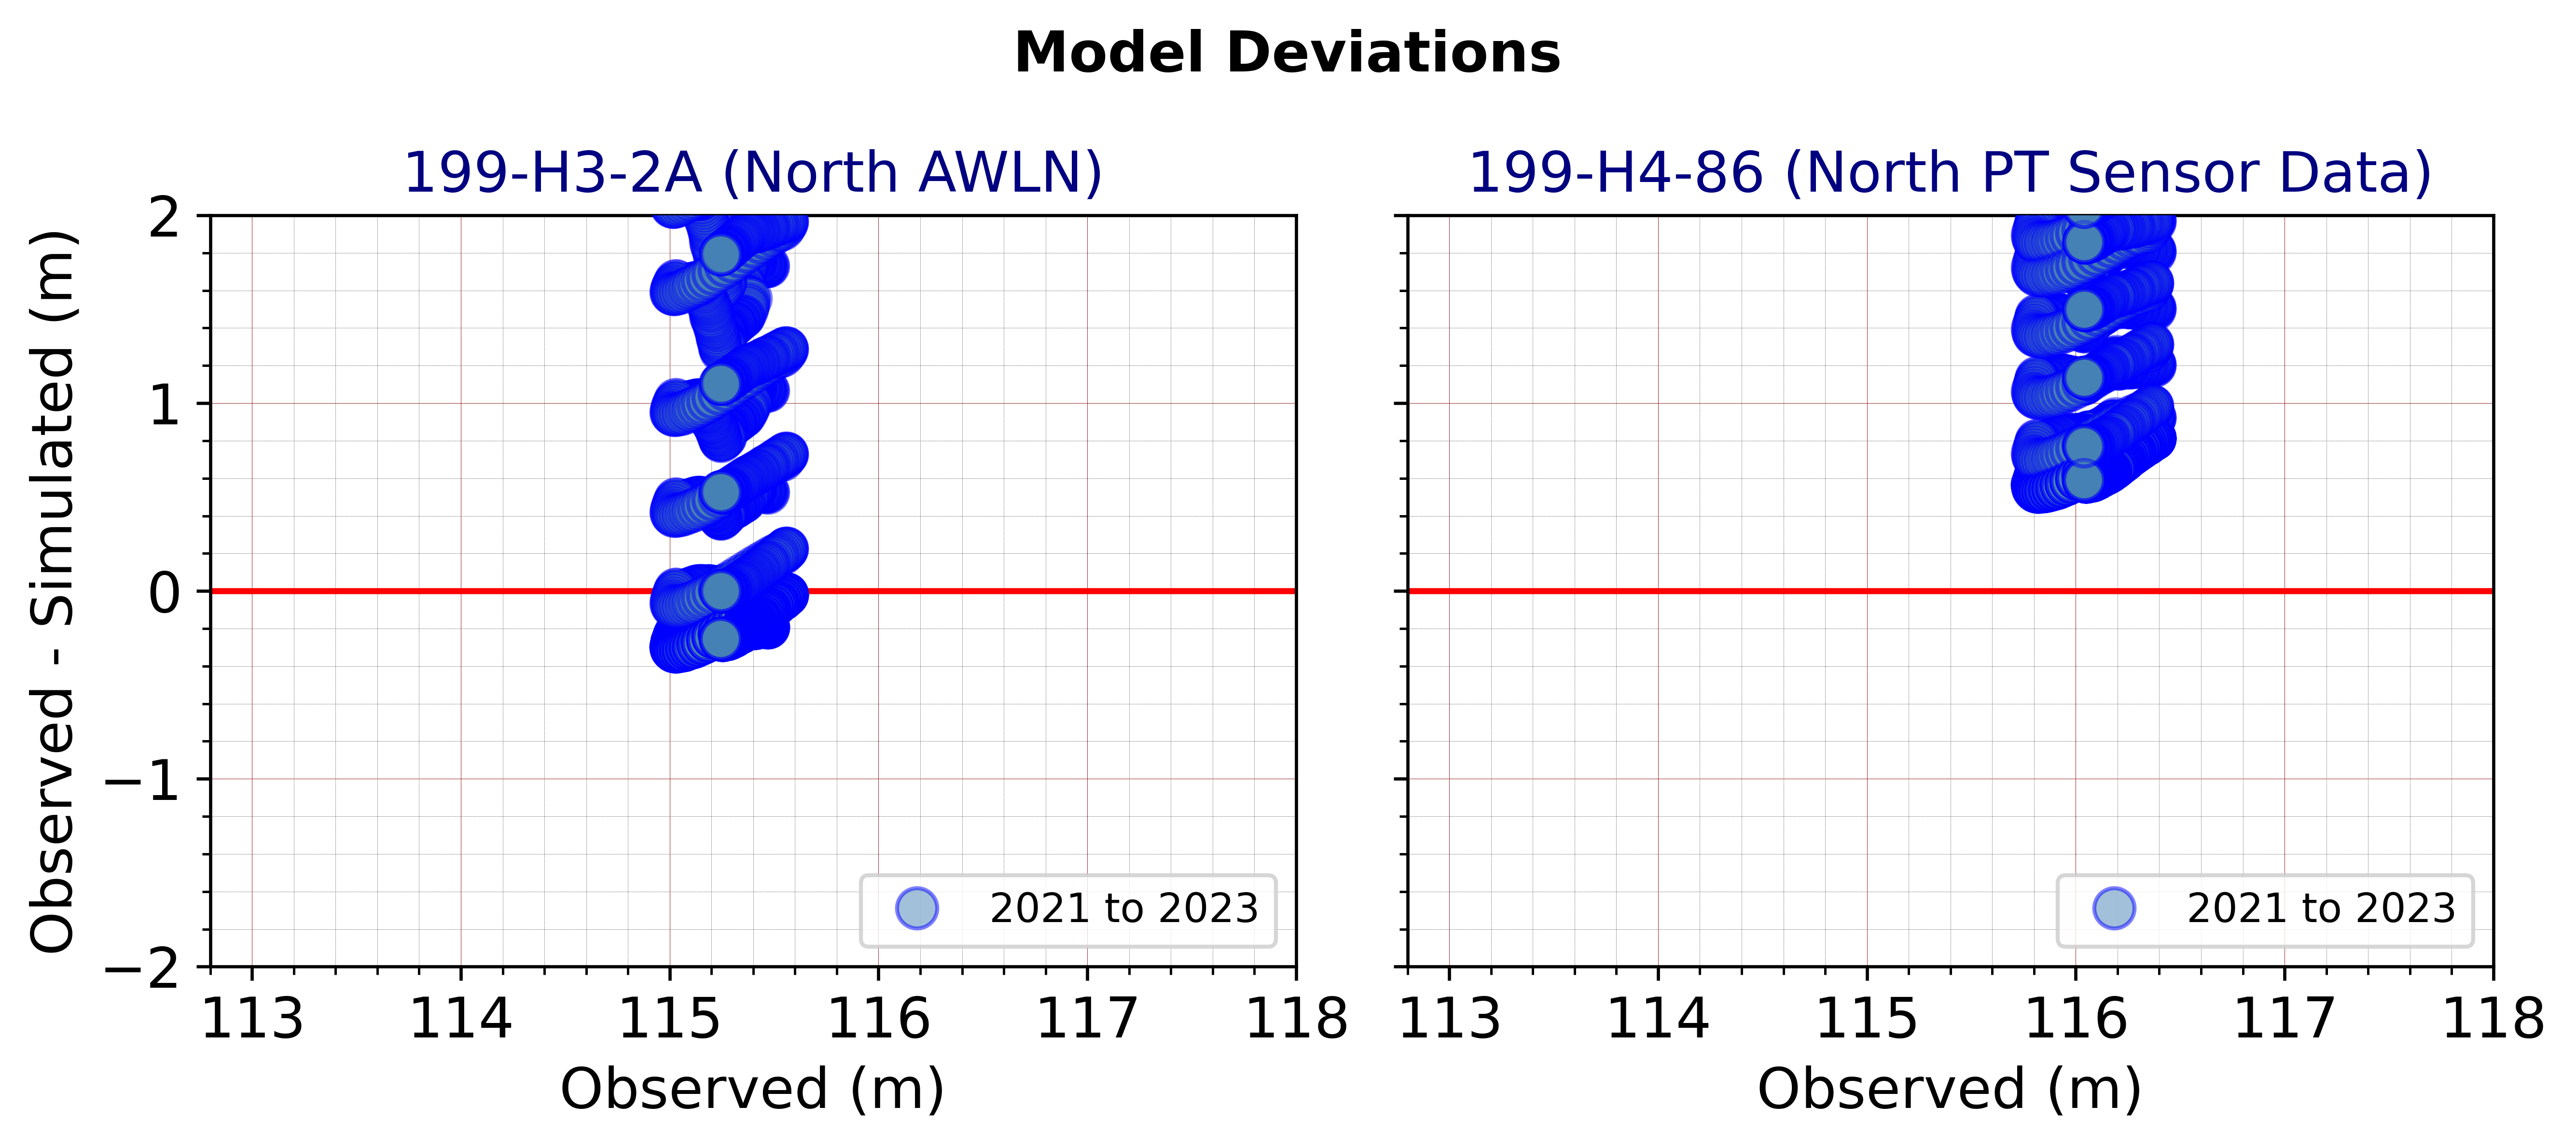 Model Deviations
199-H3-2A (North AWLN)
199-H4-86 (North PT Sensor Data)
Observed - Simulated (m)
2
1
0
−1
−2
2021 to 2023
2021 to 2023
113 114 115 116 117 118
113 114 115 116 117 118
Observed (m)
Observed (m)